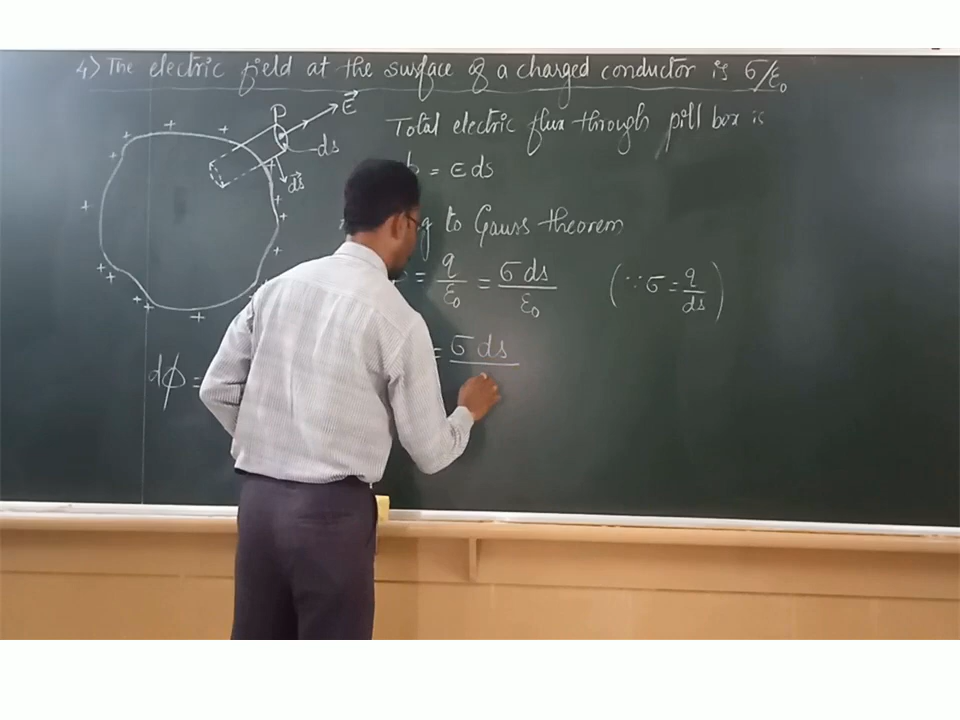 4) The electric field at the surface of a charged conductor is σ/ε₀
P
E⃗
ds
ds⃗
Total electric flux through pill box is
= E ds
to Gauss theorem
= q/ε₀ = σ ds/ε₀ (∵ σ = q/ds)
= σ ds
dϕ =